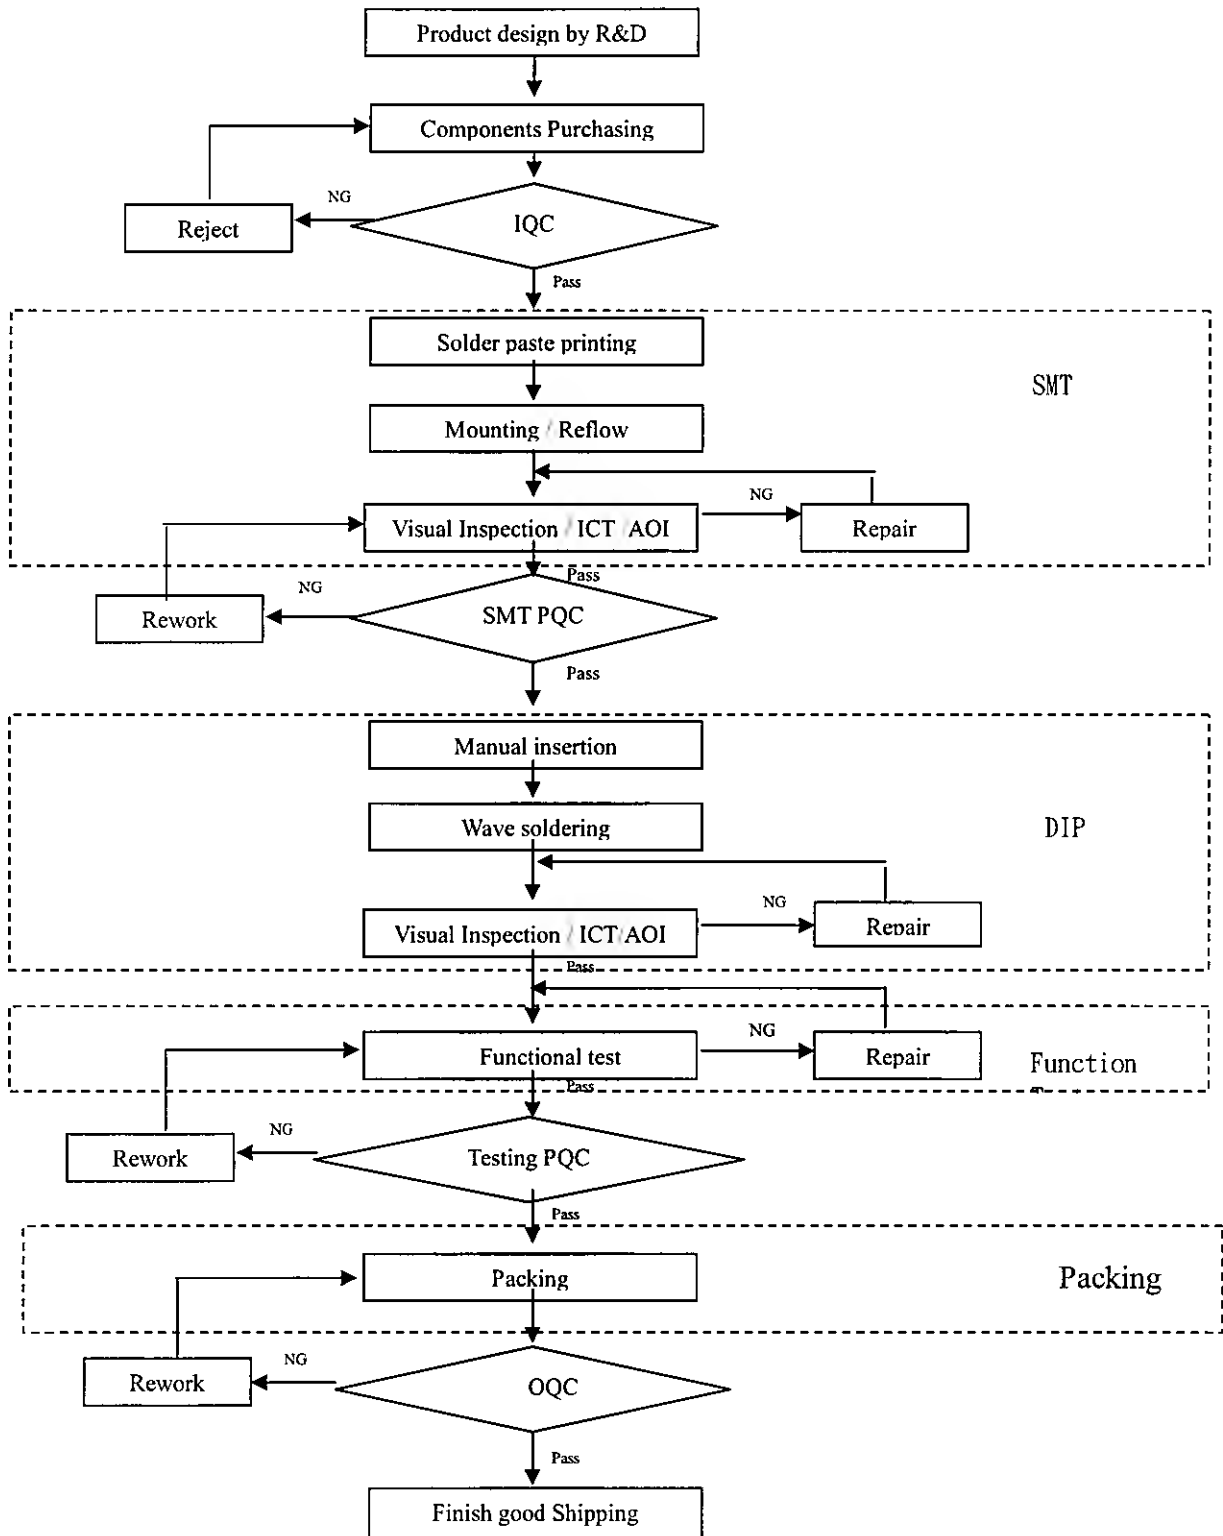 Product design by R&D
Components Purchasing
NG
Reject
IQC
Pass
Solder paste printing
SMT
Mounting / Reflow
Visual Inspection / ICT / AOI
NG
Repair
Pass
NG
Rework
SMT PQC
Pass
Manual insertion
Wave soldering
DIP
Visual Inspection / ICT/AOI
NG
Repair
Pass
Functional test
NG
Repair
Function
Pass
NG
Rework
Testing PQC
Pass
Packing
Packing
NG
Rework
OQC
Pass
Finish good Shipping